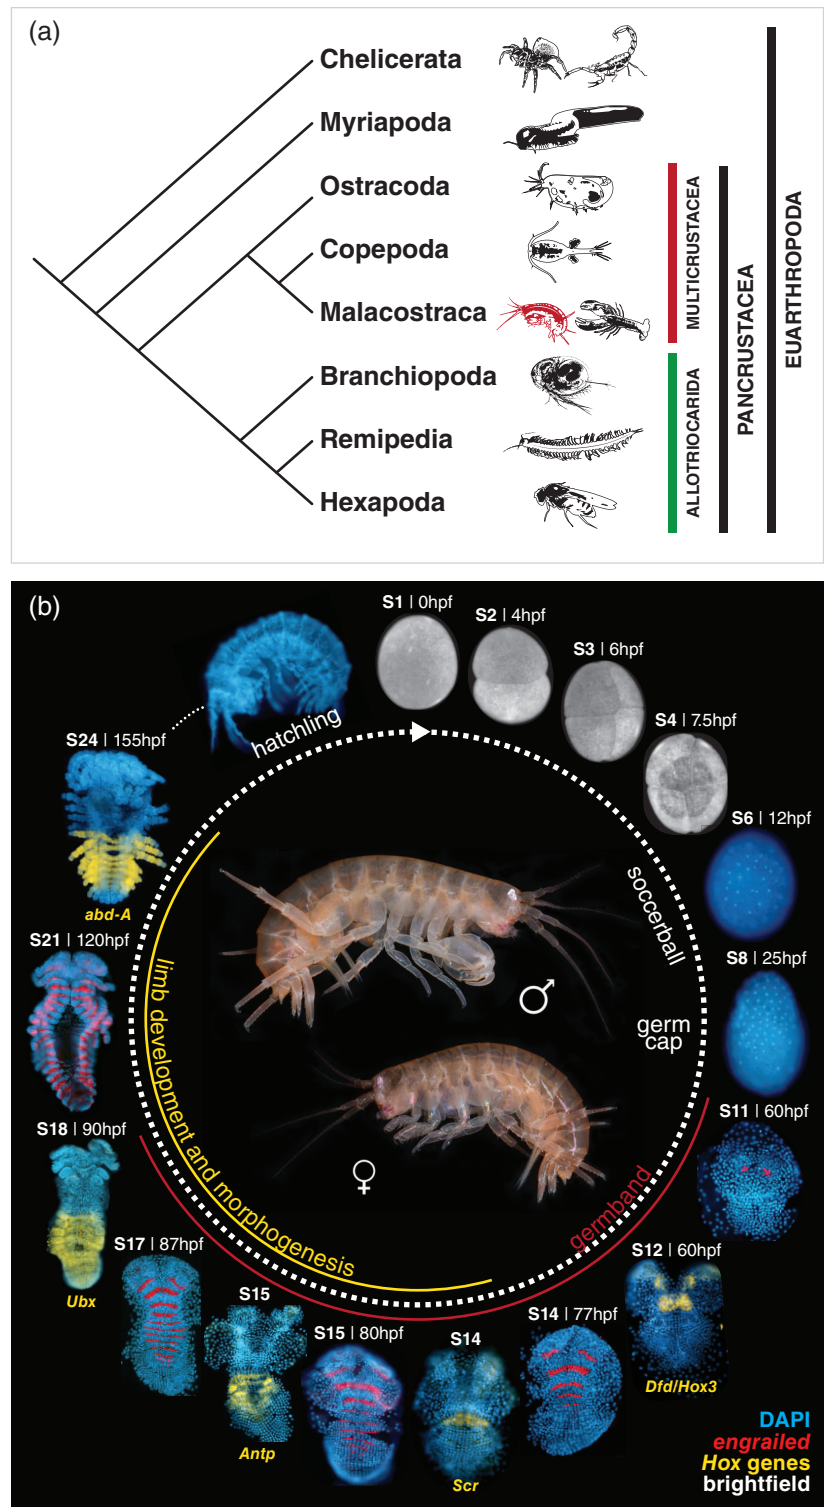 (a)
Chelicerata
Myriapoda
Ostracoda
Copepoda
Malacostraca
Branchiopoda
Remipedia
Hexapoda
MULTICRUSTACEA
ALLOTRIOCARIDA
PANCRUSTACEA
EUARTHROPODA
(b)
S1 | 0hpf
S2 | 4hpf
S3 | 6hpf
S4 | 7.5hpf
S6 | 12hpf
S8 | 25hpf
S11 | 60hpf
S12 | 60hpf
Dfd/Hox3
S14 | 77hpf
S14
Scr
S15 | 80hpf
S15
Antp
S17 | 87hpf
S18 | 90hpf
Ubx
S21 | 120hpf
S24 | 155hpf
abd-A
hatchling
soccerball
germ
cap
germband
limb development and morphogenesis
♂
♀
DAPI
engrailed
Hox genes
brightfield